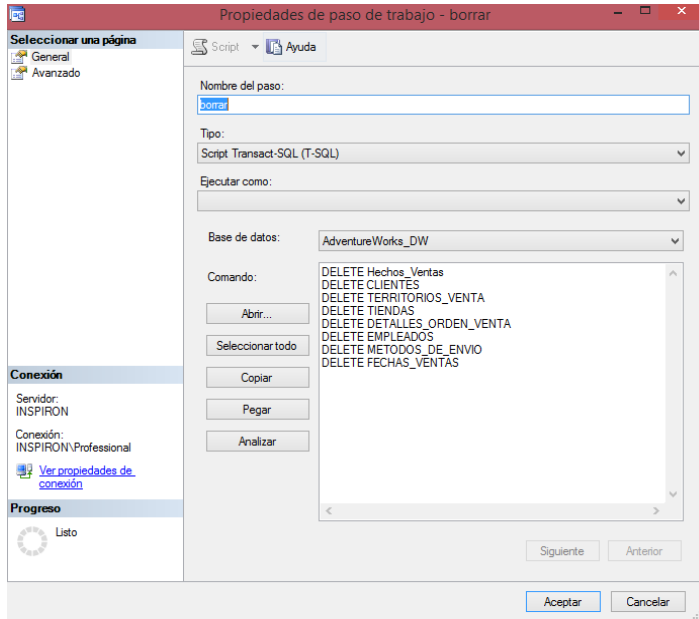 Propiedades de paso de trabajo - borrar
Seleccionar una página
General
Avanzado
Script
Ayuda
Nombre del paso:
borrar
Tipo:
Script Transact-SQL (T-SQL)
Ejecutar como:
Base de datos:
AdventureWorks_DW
Comando:
Abrir...
Seleccionar todo
Copiar
Pegar
Analizar
DELETE Hechos_Ventas
DELETE CLIENTES
DELETE TERRITORIOS_VENTA
DELETE TIENDAS
DELETE DETALLES_ORDEN_VENTA
DELETE EMPLEADOS
DELETE METODOS_DE_ENVIO
DELETE FECHAS_VENTAS
Conexión
Servidor:
INSPIRON
Conexión:
INSPIRON\Professional
Ver propiedades de
conexión
Progreso
Listo
Siguiente
Anterior
Aceptar
Cancelar